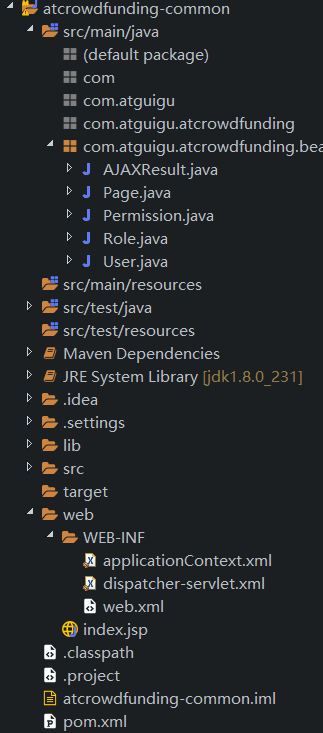 atcrowdfunding-common
src/main/java
(default package)
com
com.atguigu
com.atguigu.atcrowdfunding
com.atguigu.atcrowdfunding.bea
AJAXResult.java
Page.java
Permission.java
Role.java
User.java
src/main/resources
src/test/java
src/test/resources
Maven Dependencies
JRE System Library [jdk1.8.0_231]
.idea
.settings
lib
src
target
web
WEB-INF
applicationContext.xml
dispatcher-servlet.xml
web.xml
index.jsp
.classpath
.project
atcrowdfunding-common.iml
pom.xml